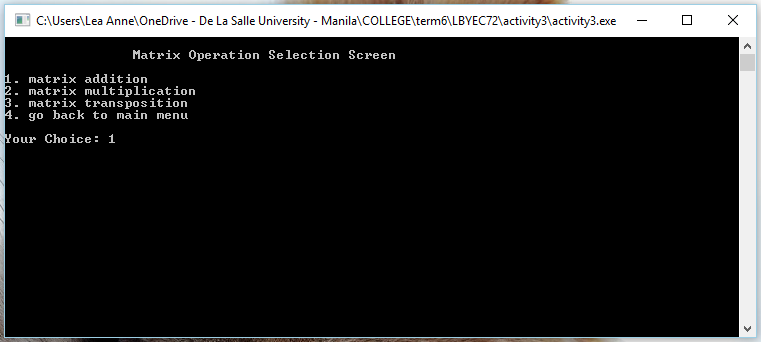 C:\Users\Lea Anne\OneDrive - De La Salle University - Manila\COLLEGE\term6\LBYEC72\activity3\activity3.exe
Matrix Operation Selection Screen
1. matrix addition
2. matrix multiplication
3. matrix transposition
4. go back to main menu
Your Choice: 1